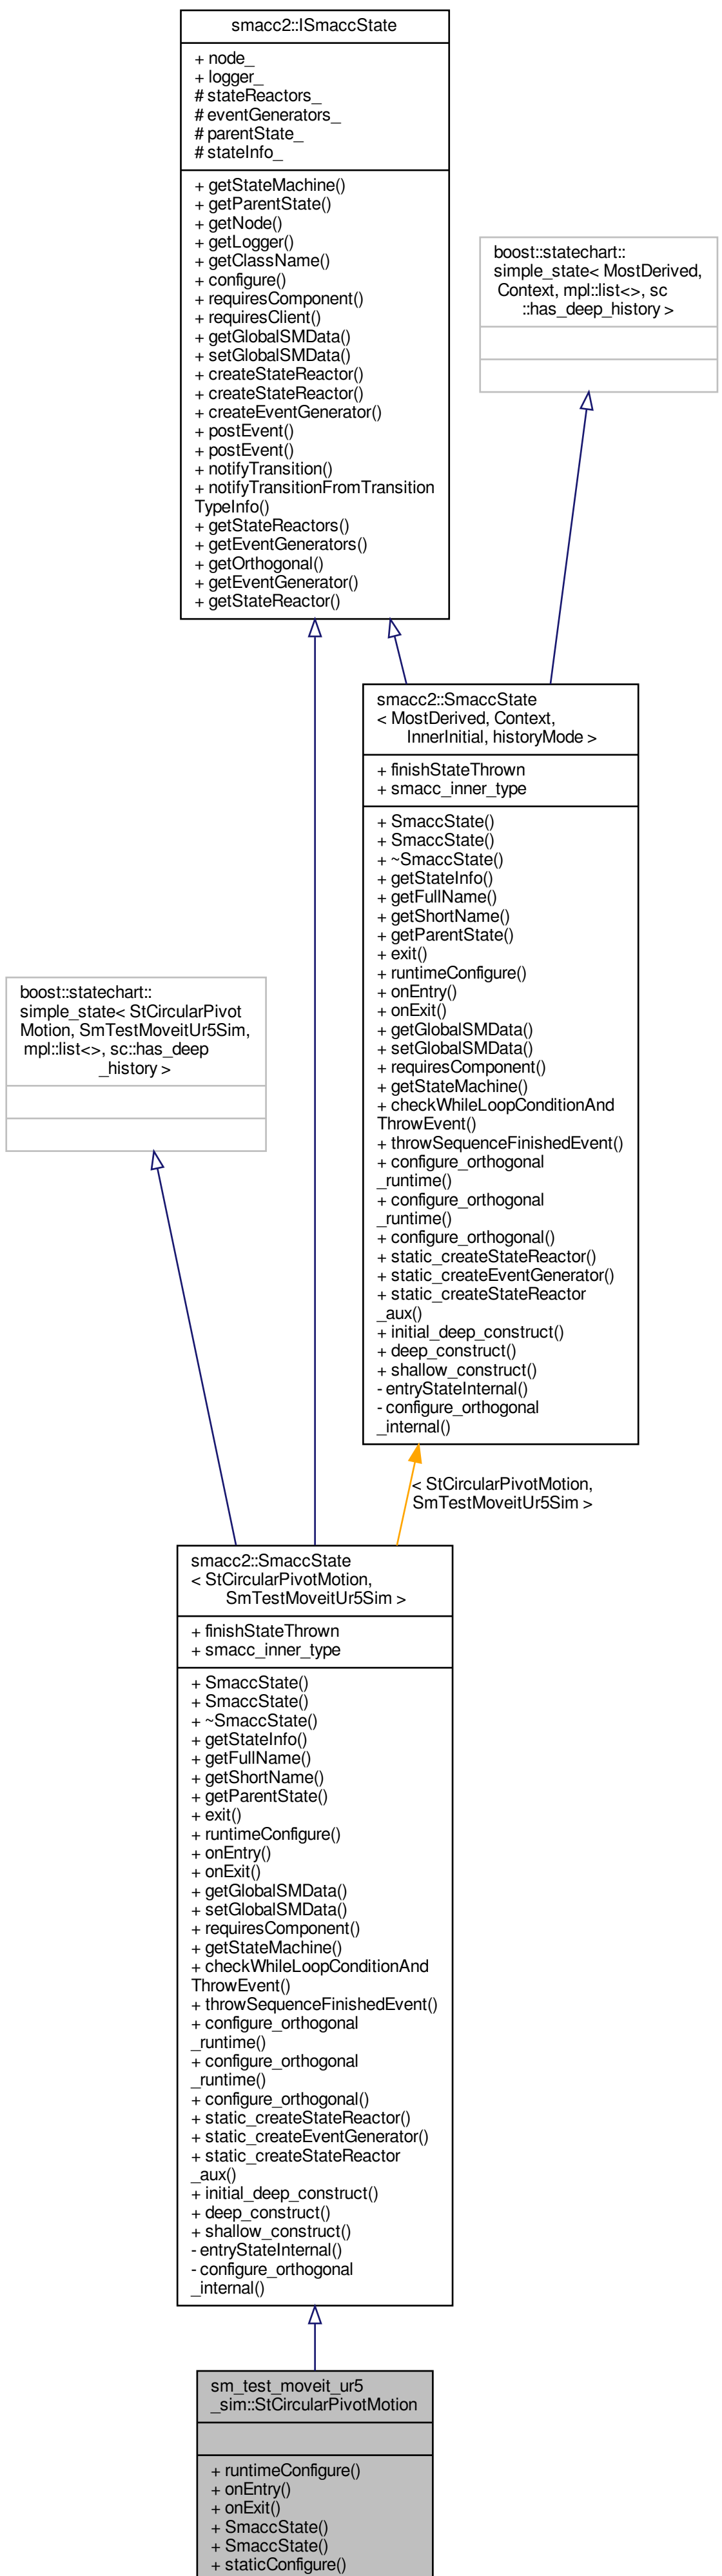 smacc2::ISmaccState
+ node_
+ logger_
# stateReactors_
# eventGenerators_
# parentState_
# stateInfo_
+ getStateMachine()
+ getParentState()
+ getNode()
+ getLogger()
+ getClassName()
+ configure()
+ requiresComponent()
+ requiresClient()
+ getGlobalSMData()
+ setGlobalSMData()
+ createStateReactor()
+ createStateReactor()
+ createEventGenerator()
+ postEvent()
+ postEvent()
+ notifyTransition()
+ notifyTransitionFromTransition
TypeInfo()
+ getStateReactors()
+ getEventGenerators()
+ getOrthogonal()
+ getEventGenerator()
+ getStateReactor()
boost::statechart::
simple_state< MostDerived,
Context, mpl::list<>, sc
::has_deep_history >
smacc2::SmaccState
< MostDerived, Context,
InnerInitial, historyMode >
+ finishStateThrown
+ smacc_inner_type
+ SmaccState()
+ SmaccState()
+ ~SmaccState()
+ getStateInfo()
+ getFullName()
+ getShortName()
+ getParentState()
+ exit()
+ runtimeConfigure()
+ onEntry()
+ onExit()
+ getGlobalSMData()
+ setGlobalSMData()
+ requiresComponent()
+ getStateMachine()
+ checkWhileLoopConditionAnd
ThrowEvent()
+ throwSequenceFinishedEvent()
+ configure_orthogonal
_runtime()
+ configure_orthogonal
_runtime()
+ configure_orthogonal()
+ static_createStateReactor()
+ static_createEventGenerator()
+ static_createStateReactor
_aux()
+ initial_deep_construct()
+ deep_construct()
+ shallow_construct()
- entryStateInternal()
- configure_orthogonal
_internal()
boost::statechart::
simple_state< StCircularPivot
Motion, SmTestMoveitUr5Sim,
mpl::list<>, sc::has_deep
_history >
< StCircularPivotMotion,
SmTestMoveitUr5Sim >
smacc2::SmaccState
< StCircularPivotMotion,
SmTestMoveitUr5Sim >
+ finishStateThrown
+ smacc_inner_type
+ SmaccState()
+ SmaccState()
+ ~SmaccState()
+ getStateInfo()
+ getFullName()
+ getShortName()
+ getParentState()
+ exit()
+ runtimeConfigure()
+ onEntry()
+ onExit()
+ getGlobalSMData()
+ setGlobalSMData()
+ requiresComponent()
+ getStateMachine()
+ checkWhileLoopConditionAnd
ThrowEvent()
+ throwSequenceFinishedEvent()
+ configure_orthogonal
_runtime()
+ configure_orthogonal
_runtime()
+ configure_orthogonal()
+ static_createStateReactor()
+ static_createEventGenerator()
+ static_createStateReactor
_aux()
+ initial_deep_construct()
+ deep_construct()
+ shallow_construct()
- entryStateInternal()
- configure_orthogonal
_internal()
sm_test_moveit_ur5
_sim::StCircularPivotMotion
+ runtimeConfigure()
+ onEntry()
+ onExit()
+ SmaccState()
+ SmaccState()
+ staticConfigure()